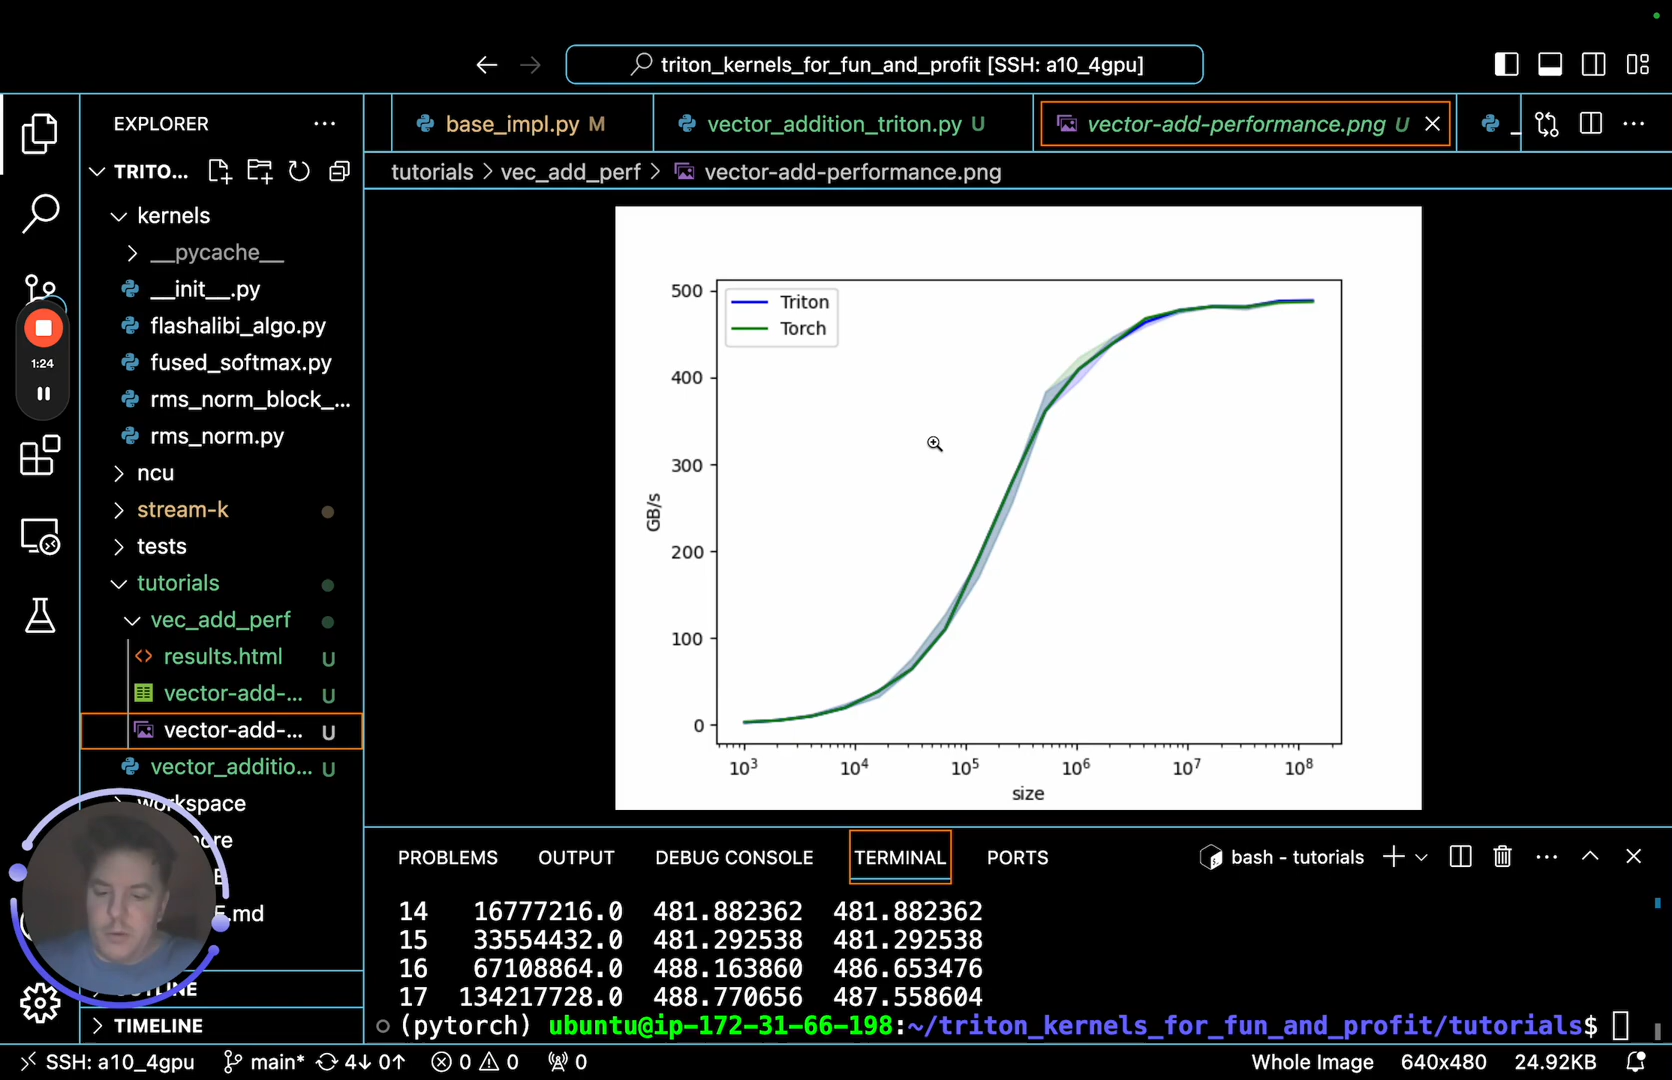 triton_kernels_for_fun_and_profit [SSH: a10_4gpu]
EXPLORER
base_impl.py M
vector_addition_triton.py U
vector-add-performance.png U
TRITO...
tutorials > vec_add_perf > vector-add-performance.png
kernels
__pycache__
__init__.py
flashalibi_algo.py
fused_softmax.py
rms_norm_block_...
rms_norm.py
ncu
stream-k
tests
tutorials
vec_add_perf
results.html U
vector-add-... U
vector-add-... U
vector_additio... U
workspace
.md
TIMELINE
1:24
Triton
Torch
500
400
300
200
100
0
GB/s
10³ 10⁴ 10⁵ 10⁶ 10⁷ 10⁸
size
PROBLEMS OUTPUT DEBUG CONSOLE TERMINAL PORTS
bash - tutorials
14 16777216.0 481.882362 481.882362
15 33554432.0 481.292538 481.292538
16 67108864.0 488.163860 486.653476
17 134217728.0 488.770656 487.558604
(pytorch) ubuntu@ip-172-31-66-198:~/triton_kernels_for_fun_and_profit/tutorials$
SSH: a10_4gpu main* 4↓ 0↑ 0 0 0 Whole Image 640x480 24.92KB